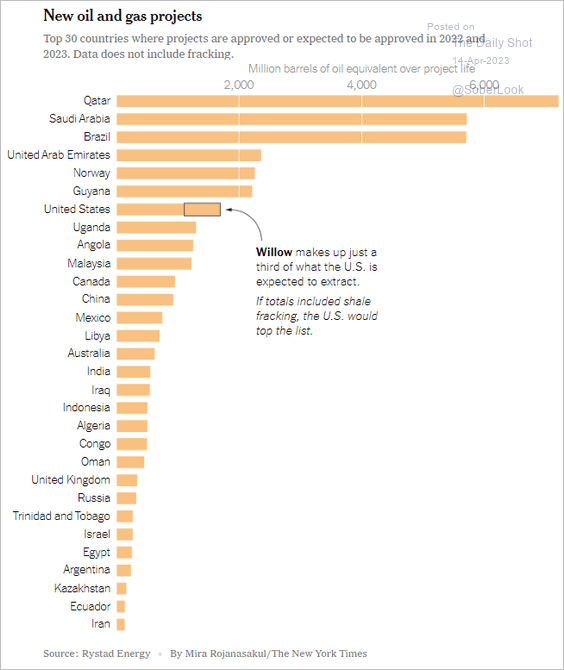 New oil and gas projects
Posted on
Top 30 countries where projects are approved or expected to be approved in 2022 and
The Daily Shot
2023. Data does not include fracking.
14-Apr-2023
Million barrels of oil equivalent over project life
2,000
4,000
6,000
@SoberLook
Qatar
Saudi Arabia
Brazil
United Arab Emirates
Norway
Guyana
United States
Uganda
Angola
Malaysia
Canada
China
Mexico
Libya
Australia
India
Iraq
Indonesia
Algeria
Congo
Oman
United Kingdom
Russia
Trinidad and Tobago
Israel
Egypt
Argentina
Kazakhstan
Ecuador
Iran
Willow makes up just a
third of what the U.S. is
expected to extract.
If totals included shale
fracking, the U.S. would
top the list.
Source: Rystad Energy • By Mira Rojanasakul/The New York Times